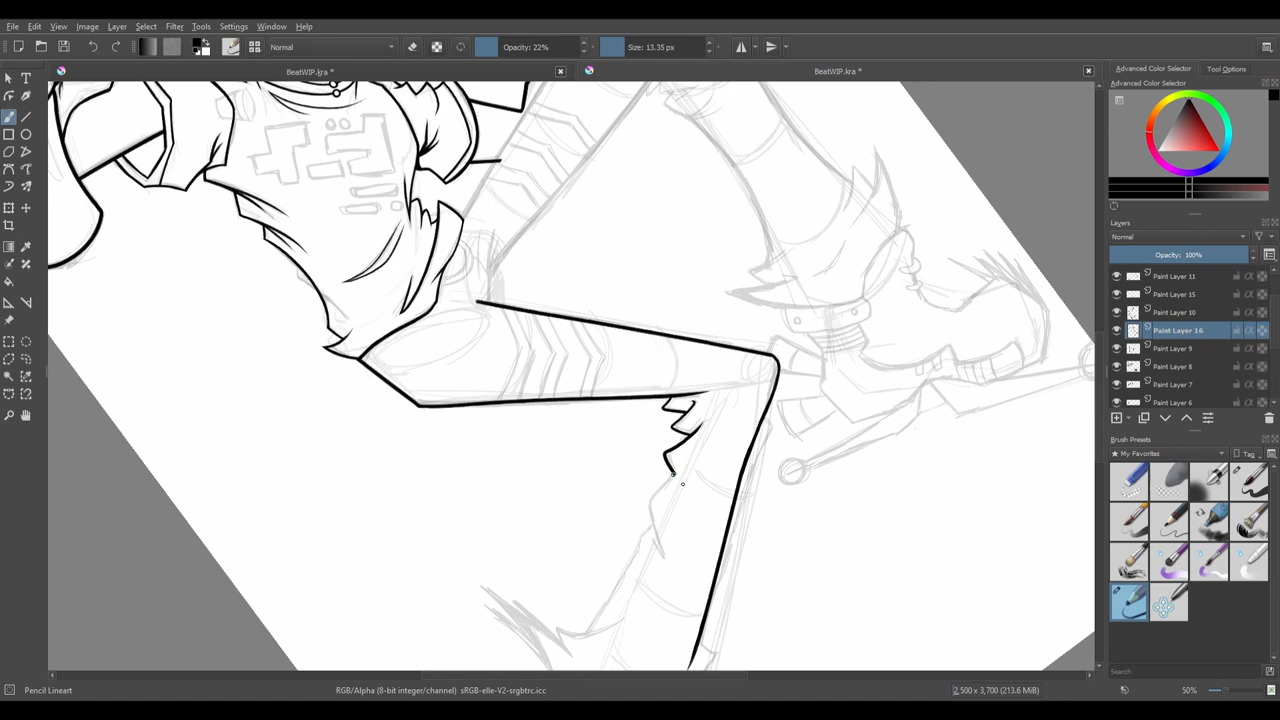 File Edit View Image Layer Select Filter Tools Settings Window Help
Normal Opacity: 22% Size: 13.35 px
BeatWIP.kra * BeatWIP.kra *
Advanced Color Selector Tool Options
Advanced Color Selector
Layers
Normal
Opacity: 100%
Paint Layer 11
Paint Layer 15
Paint Layer 10
Paint Layer 16
Paint Layer 9
Paint Layer 8
Paint Layer 7
Paint Layer 6
Brush Presets
My Favorites Tag
Search
Pencil Lineart RGB/Alpha (8-bit integer/channel) sRGB-elle-V2-srgbtrc.icc 2,500 x 3,700 (213.6 MiB) 50%